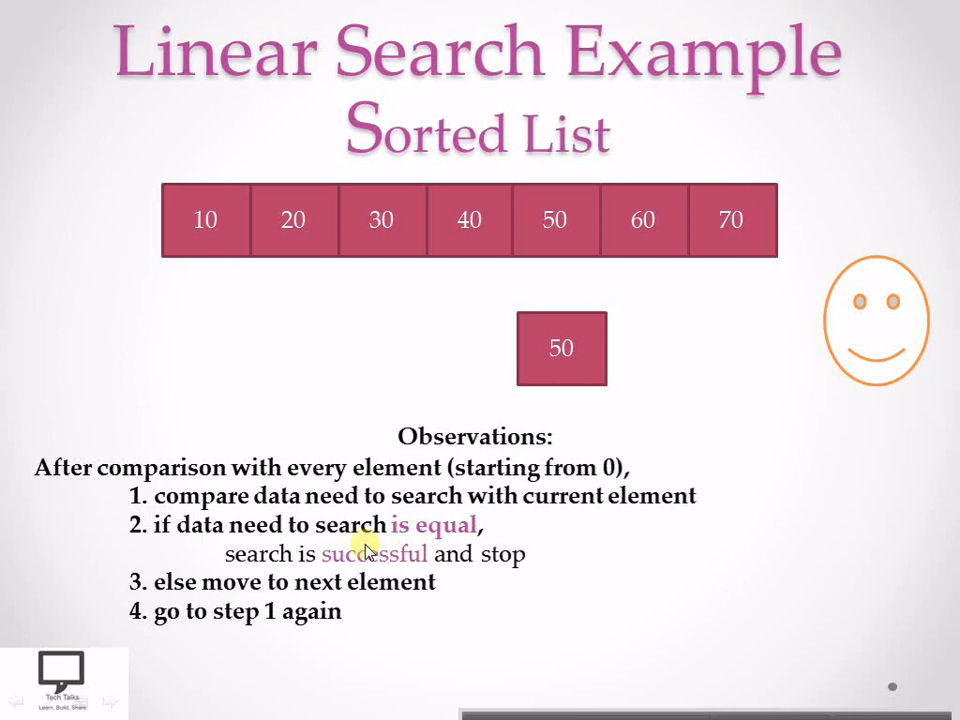 Linear Search Example
Sorted List
10 20 30 40 50 60 70
50
Observations:
After comparison with every element (starting from 0),
1. compare data need to search with current element
2. if data need to search is equal,
search is successful and stop
3. else move to next element
4. go to step 1 again
Tech Talks
Learn, Build, Share